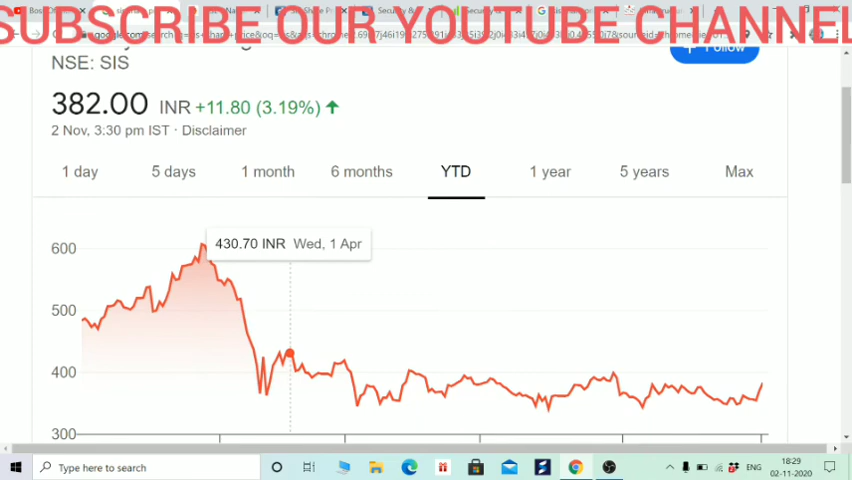 SUBSCRIBE OUR YOUTUBE CHANNEL
+ Follow
NSE: SIS
382.00 INR +11.80 (3.19%) ↑
2 Nov, 3:30 pm IST · Disclaimer
1 day 5 days 1 month 6 months YTD 1 year 5 years Max
430.70 INR Wed, 1 Apr
600
500
400
300
Type here to search
ENG
18:29
02-11-2020